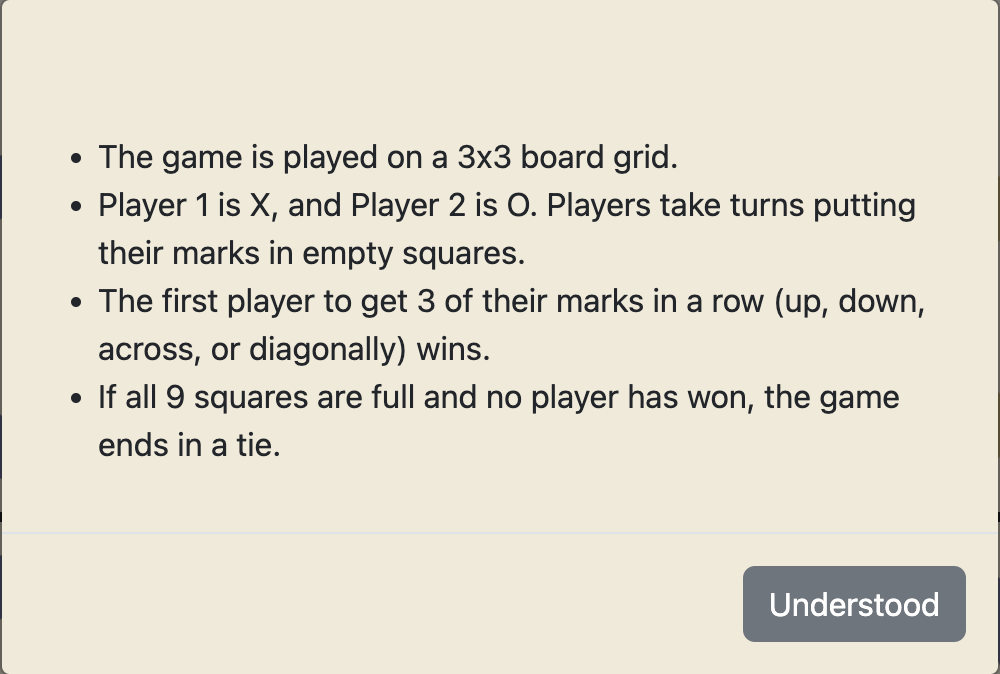 • The game is played on a 3x3 board grid.
• Player 1 is X, and Player 2 is O. Players take turns putting
their marks in empty squares.
• The first player to get 3 of their marks in a row (up, down,
across, or diagonally) wins.
• If all 9 squares are full and no player has won, the game
ends in a tie.
Understood